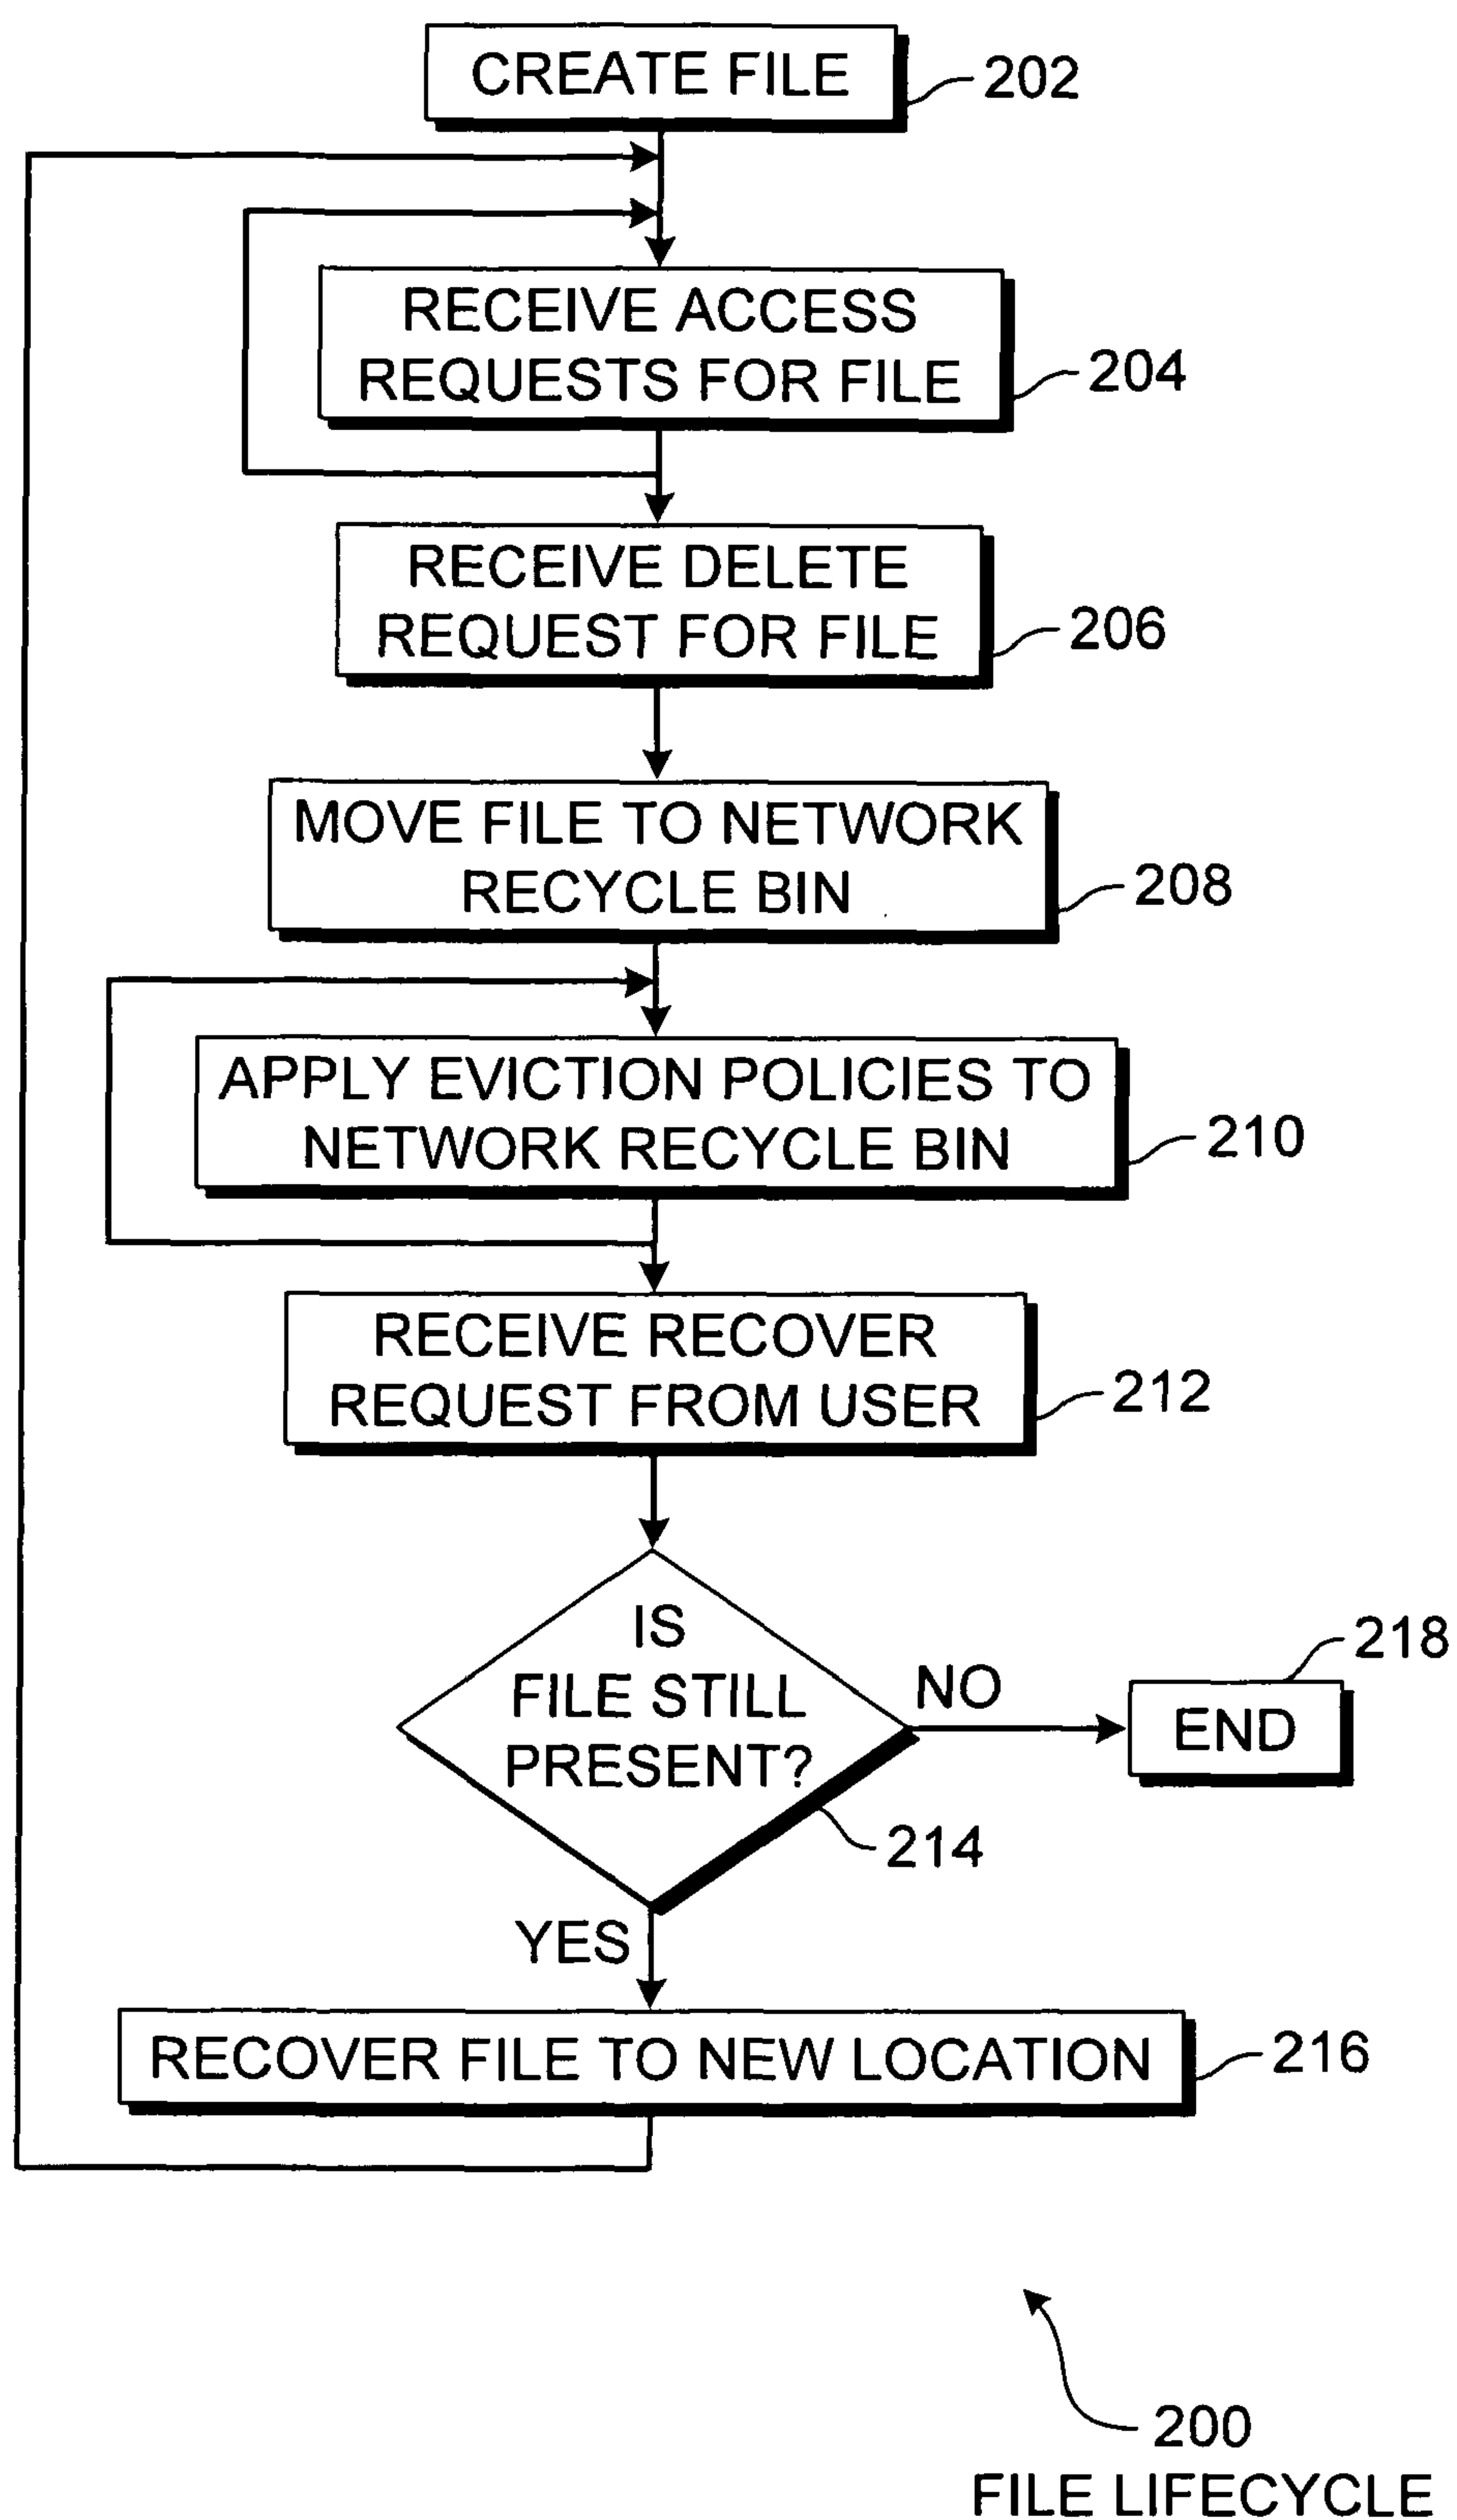 CREATE FILE
202
RECEIVE ACCESS
REQUESTS FOR FILE
204
RECEIVE DELETE
REQUEST FOR FILE
206
MOVE FILE TO NETWORK
RECYCLE BIN
208
APPLY EVICTION POLICIES TO
NETWORK RECYCLE BIN
210
RECEIVE RECOVER
REQUEST FROM USER
212
IS
FILE STILL
PRESENT?
214
NO
END
218
YES
RECOVER FILE TO NEW LOCATION
216
200
FILE LIFECYCLE